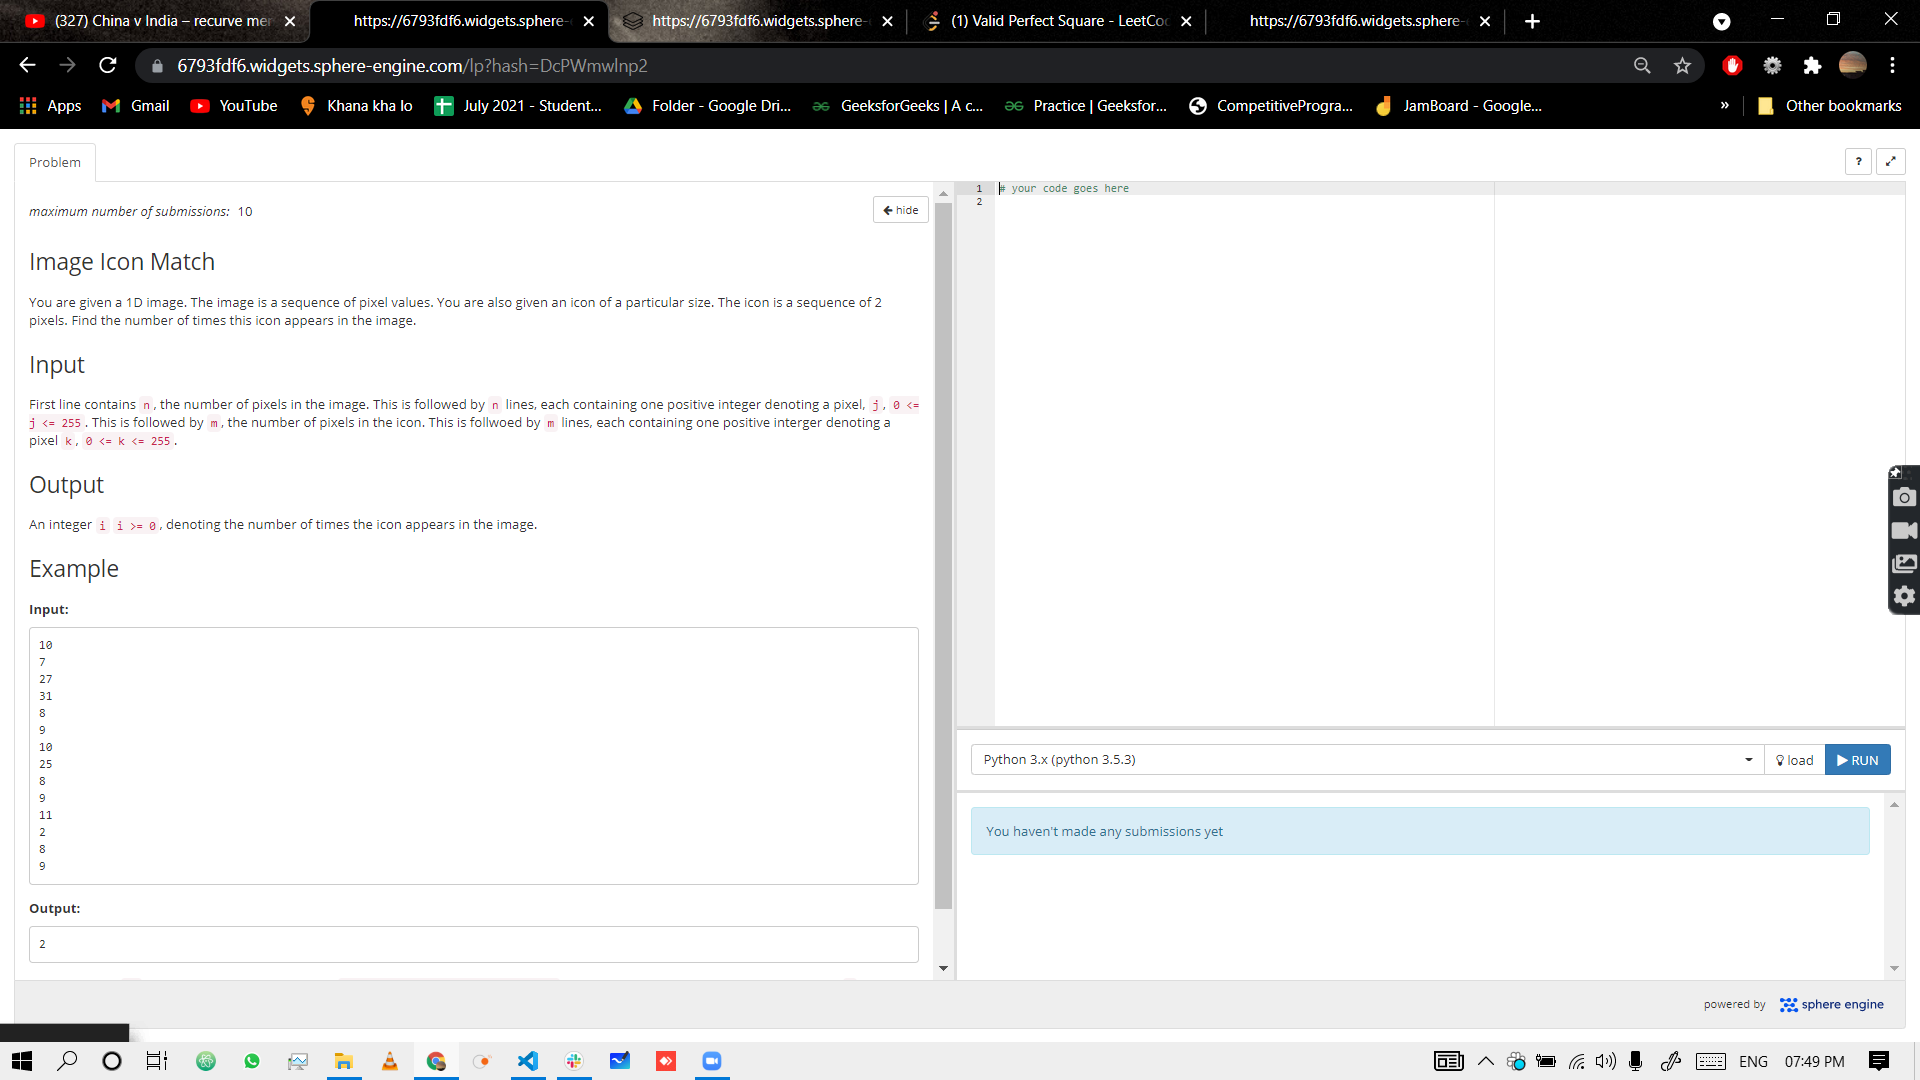 (327) China v India – recurve me
https://6793fdf6.widgets.sphere-
https://6793fdf6.widgets.sphere-
(1) Valid Perfect Square - LeetCo
https://6793fdf6.widgets.sphere-
6793fdf6.widgets.sphere-engine.com/lp?hash=DcPWmwlnp2
Apps
Gmail
YouTube
Khana kha lo
July 2021 - Student...
Folder - Google Dri...
GeeksforGeeks | A c...
Practice | Geeksfor...
CompetitiveProgra...
JamBoard - Google...
»
Other bookmarks
Problem
?
maximum number of submissions: 10
hide
Image Icon Match
You are given a 1D image. The image is a sequence of pixel values. You are also given an icon of a particular size. The icon is a sequence of 2
pixels. Find the number of times this icon appears in the image.
Input
First line contains n, the number of pixels in the image. This is followed by n lines, each containing one positive integer denoting a pixel, j, 0 <=
j <= 255. This is followed by m, the number of pixels in the icon. This is follwoed by m lines, each containing one positive interger denoting a
pixel k, 0 <= k <= 255.
Output
An integer i i >= 0, denoting the number of times the icon appears in the image.
Example
Input:
10
7
27
31
8
9
10
25
8
9
11
2
8
9
Output:
2
1 # your code goes here
2
Python 3.x (python 3.5.3)
load
RUN
You haven't made any submissions yet
powered by sphere engine
ENG
07:49 PM